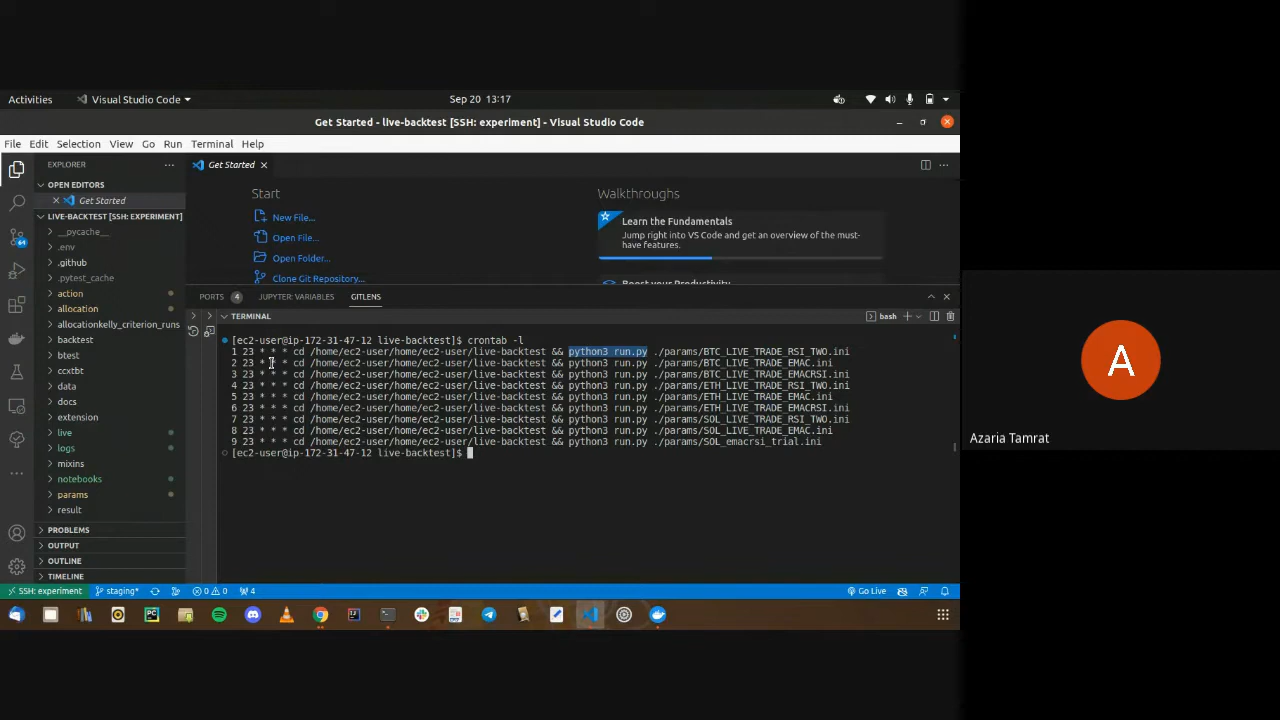 Activities
Visual Studio Code
Sep 20 13:17
Get Started - live-backtest [SSH: experiment] - Visual Studio Code
File Edit Selection View Go Run Terminal Help
EXPLORER
Get Started
OPEN EDITORS
Get Started
LIVE-BACKTEST [SSH: EXPERIMENT]
__pycache__
.env
.github
.pytest_cache
action
allocation
allocationkelly_criterion_runs
backtest
btest
ccxtbt
data
docs
extension
live
logs
mixins
notebooks
params
result
PROBLEMS
OUTPUT
OUTLINE
TIMELINE
64
Start
New File...
Open File...
Open Folder...
Clone Git Repository...
Walkthroughs
Learn the Fundamentals
Jump right into VS Code and get an overview of the must-
have features.
Boost your Productivity
PORTS 4 JUPYTER: VARIABLES GITLENS
TERMINAL
bash
[ec2-user@ip-172-31-47-12 live-backtest]$ crontab -l
1 23 * * * cd /home/ec2-user/home/ec2-user/live-backtest && python3 run.py ./params/BTC_LIVE_TRADE_RSI_TWO.ini
2 23 * * * cd /home/ec2-user/home/ec2-user/live-backtest && python3 run.py ./params/BTC_LIVE_TRADE_EMAC.ini
3 23 * * * cd /home/ec2-user/home/ec2-user/live-backtest && python3 run.py ./params/BTC_LIVE_TRADE_EMACRSI.ini
4 23 * * * cd /home/ec2-user/home/ec2-user/live-backtest && python3 run.py ./params/ETH_LIVE_TRADE_RSI_TWO.ini
5 23 * * * cd /home/ec2-user/home/ec2-user/live-backtest && python3 run.py ./params/ETH_LIVE_TRADE_EMAC.ini
6 23 * * * cd /home/ec2-user/home/ec2-user/live-backtest && python3 run.py ./params/ETH_LIVE_TRADE_EMACRSI.ini
7 23 * * * cd /home/ec2-user/home/ec2-user/live-backtest && python3 run.py ./params/SOL_LIVE_TRADE_RSI_TWO.ini
8 23 * * * cd /home/ec2-user/home/ec2-user/live-backtest && python3 run.py ./params/SOL_LIVE_TRADE_EMAC.ini
9 23 * * * cd /home/ec2-user/home/ec2-user/live-backtest && python3 run.py ./params/SOL_emacrsi_trial.ini
[ec2-user@ip-172-31-47-12 live-backtest]$
SSH: experiment
staging*
0 0
4
Go Live
A
Azaria Tamrat